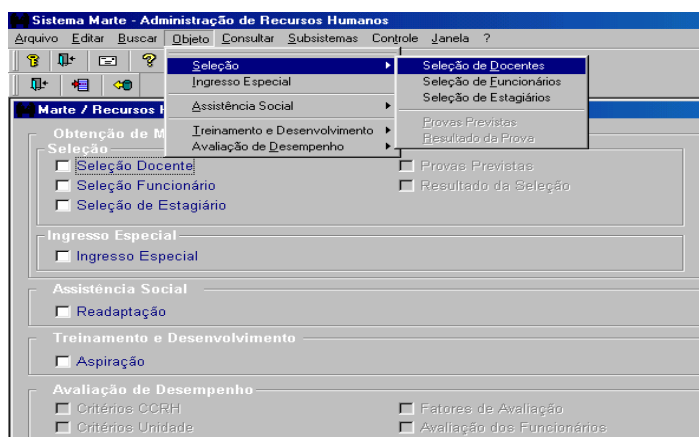 Sistema Marte - Administração de Recursos Humanos
Arquivo Editar Buscar Objeto Consultar Subsistemas Controle Janela ?
Seleção
Ingresso Especial
Assistência Social
Treinamento e Desenvolvimento
Avaliação de Desempenho
Seleção de Docentes
Seleção de Funcionários
Seleção de Estagiários
Provas Previstas
Resultado da Prova
Marte / Recursos
Obtenção de
Seleção
Seleção Docente Provas Previstas
Seleção Funcionário Resultado da Seleção
Seleção de Estagiário
Ingresso Especial
Ingresso Especial
Assistência Social
Readaptação
Treinamento e Desenvolvimento
Aspiração
Avaliação de Desempenho
Critérios CCRH Fatores de Avaliação
Critérios Unidade Avaliação dos Funcionários